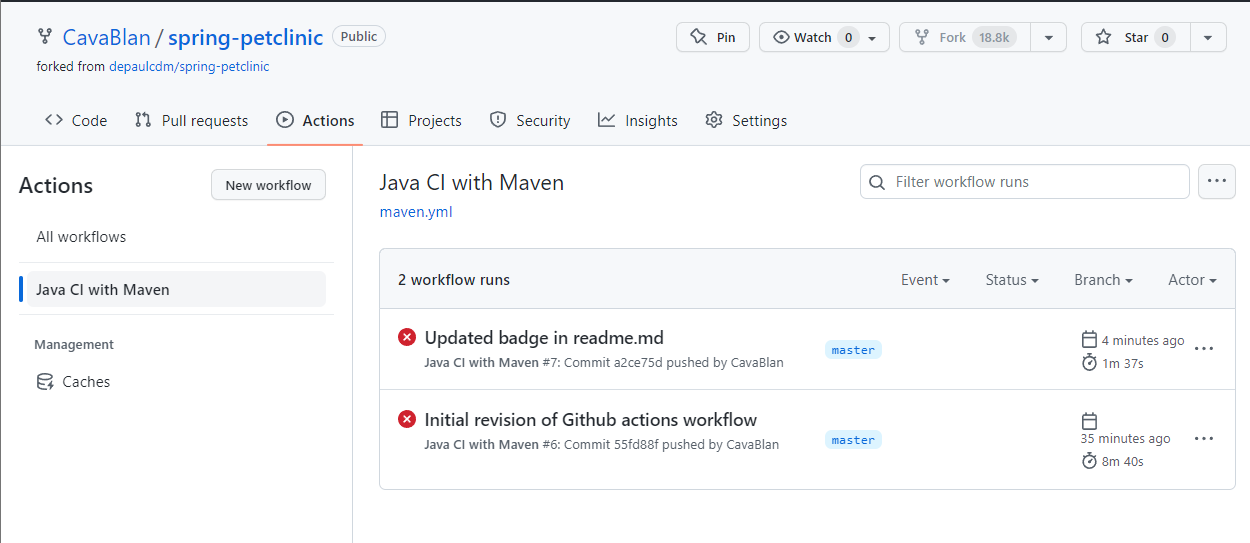 CavaBlan / spring-petclinic Public Pin Watch 0 Fork 18.8k Star 0
forked from depaulcdm/spring-petclinic
Code Pull requests Actions Projects Security Insights Settings
Actions New workflow
All workflows
Java CI with Maven
Management
Caches
Java CI with Maven
maven.yml
Filter workflow runs
2 workflow runs Event Status Branch Actor
Updated badge in readme.md
Java CI with Maven #7: Commit a2ce75d pushed by CavaBlan
master
4 minutes ago
1m 37s
Initial revision of Github actions workflow
Java CI with Maven #6: Commit 55fd88f pushed by CavaBlan
master
35 minutes ago
8m 40s